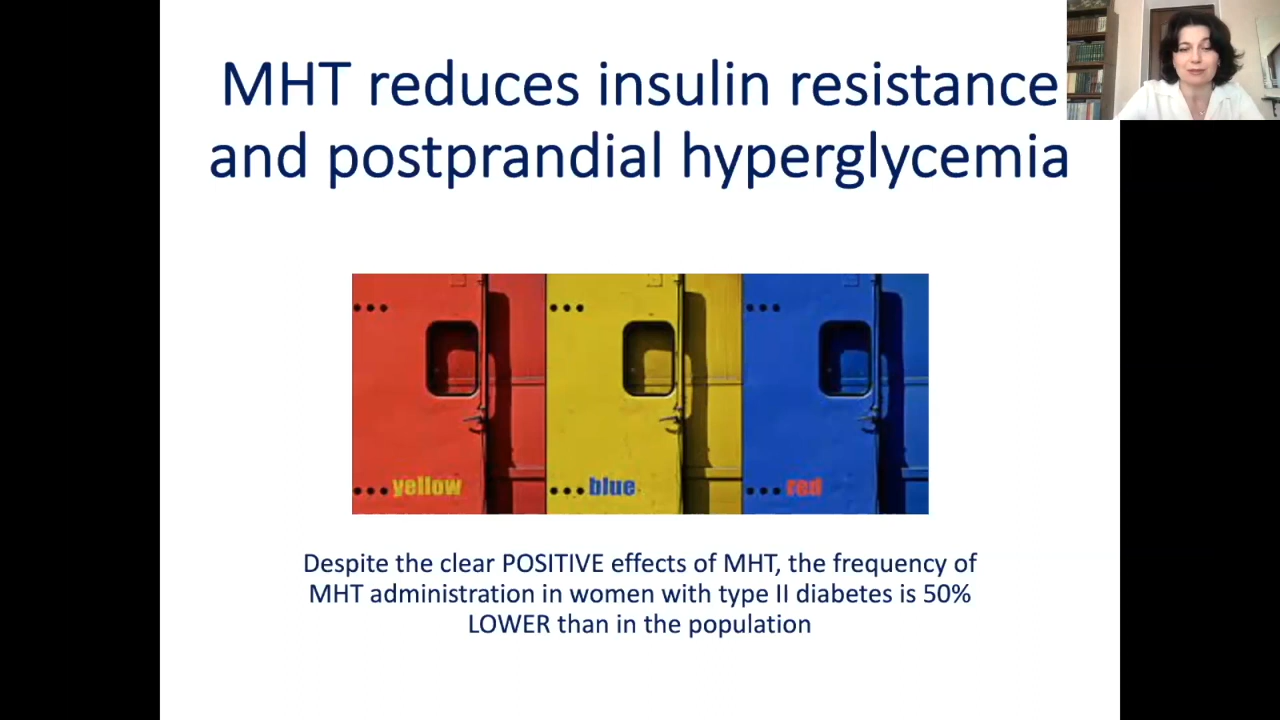 MHT reduces insulin resistance
and postprandial hyperglycemia
yellow
blue
red
Despite the clear POSITIVE effects of MHT, the frequency of
MHT administration in women with type II diabetes is 50%
LOWER than in the population